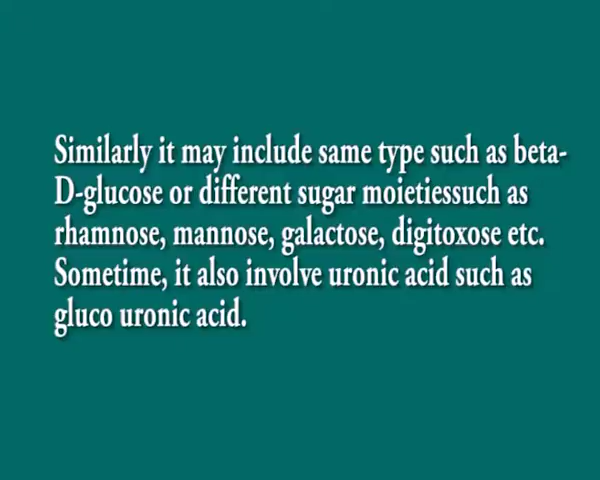 Similarly it may include same type such as beta-
D-glucose or different sugar moietiessuch as
rhamnose, mannose, galactose, digitoxose etc.
Sometime, it also involve uronic acid such as
gluco uronic acid.